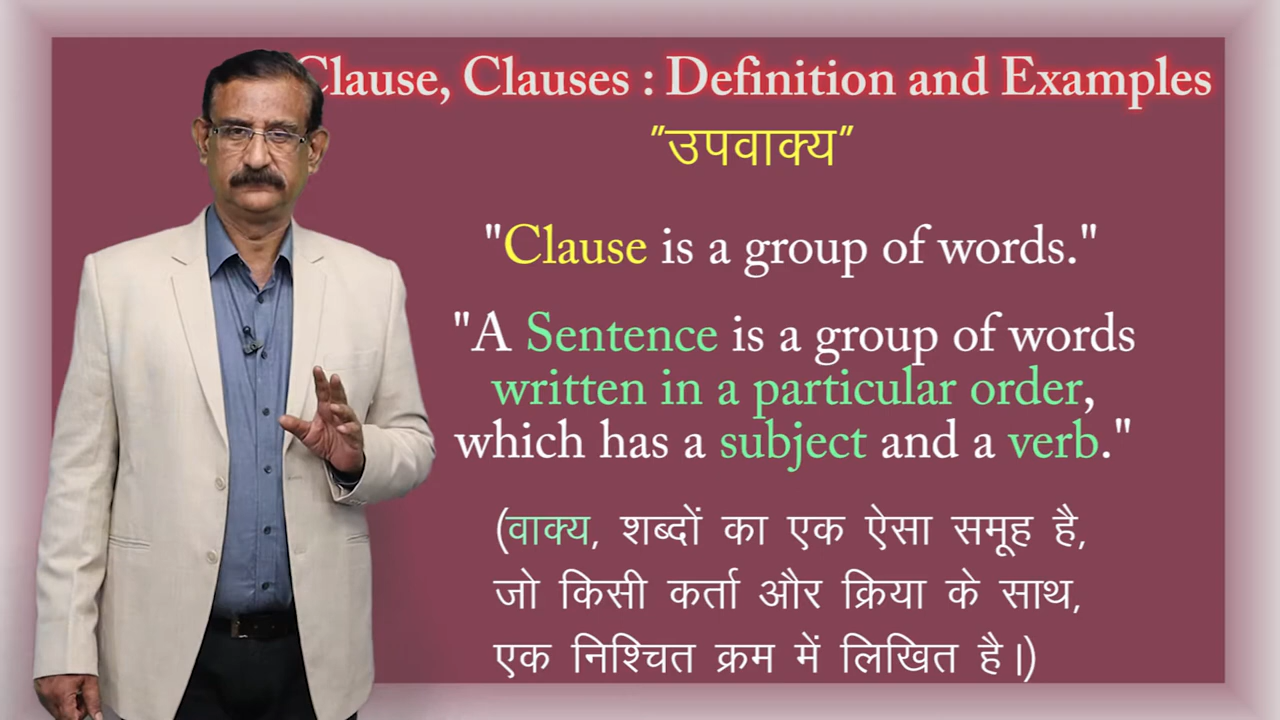 Clause, Clauses : Definition and Examples
"उपवाक्य"
"Clause is a group of words."
"A Sentence is a group of words
written in a particular order,
which has a subject and a verb."
(वाक्य, शब्दों का एक ऐसा समूह है,
जो किसी कर्ता और क्रिया के साथ,
एक निश्चित क्रम में लिखित है।)